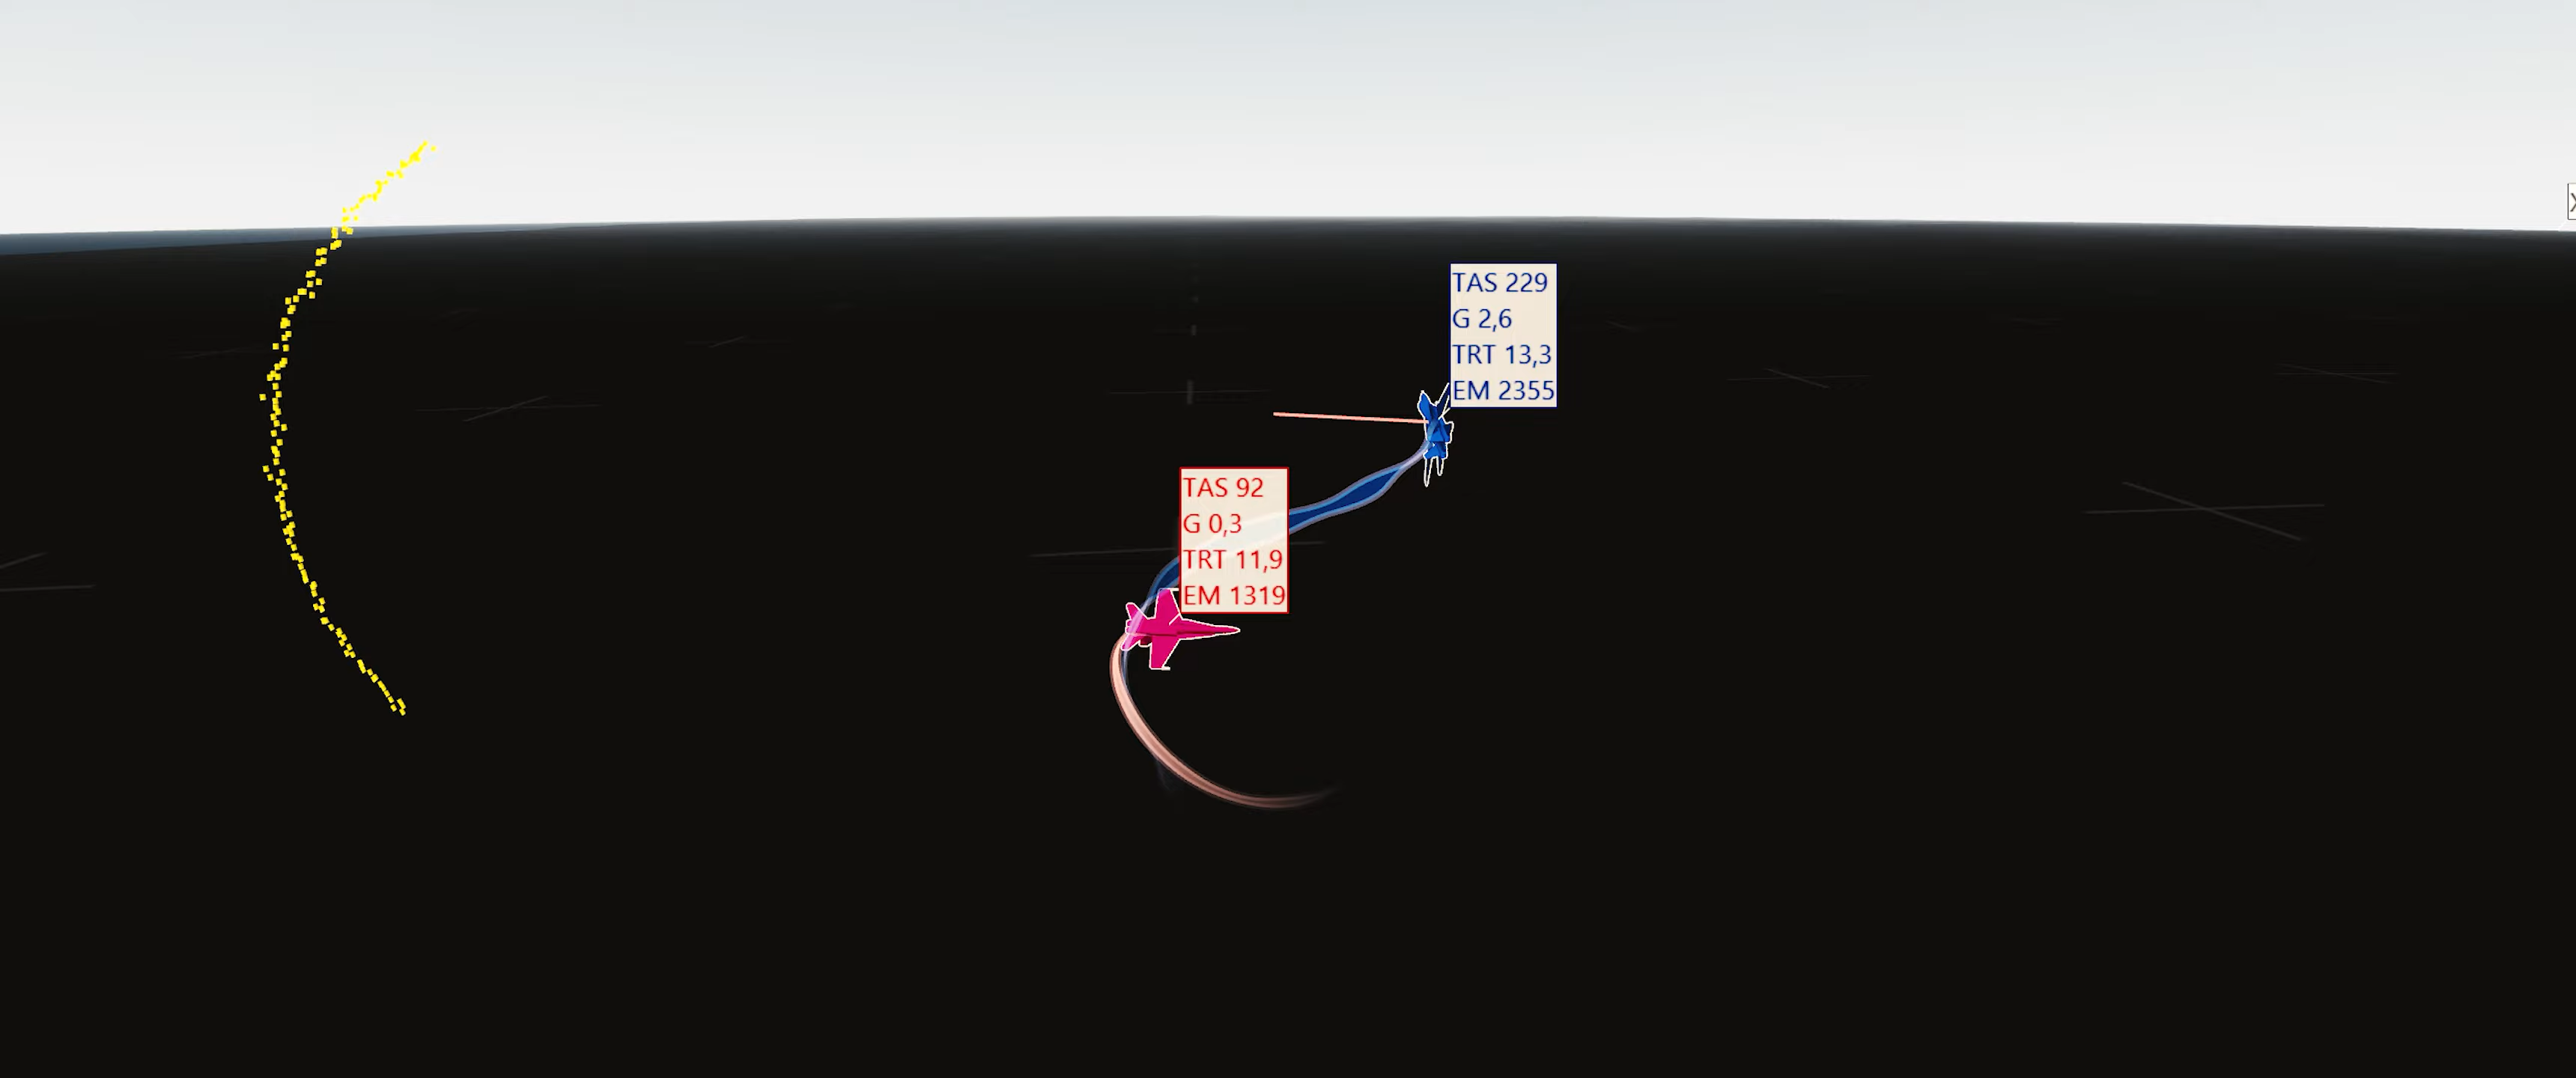 TAS 229
G 2,6
TRT 13,3
EM 2355
TAS 92
G 0,3
TRT 11,9
EM 1319